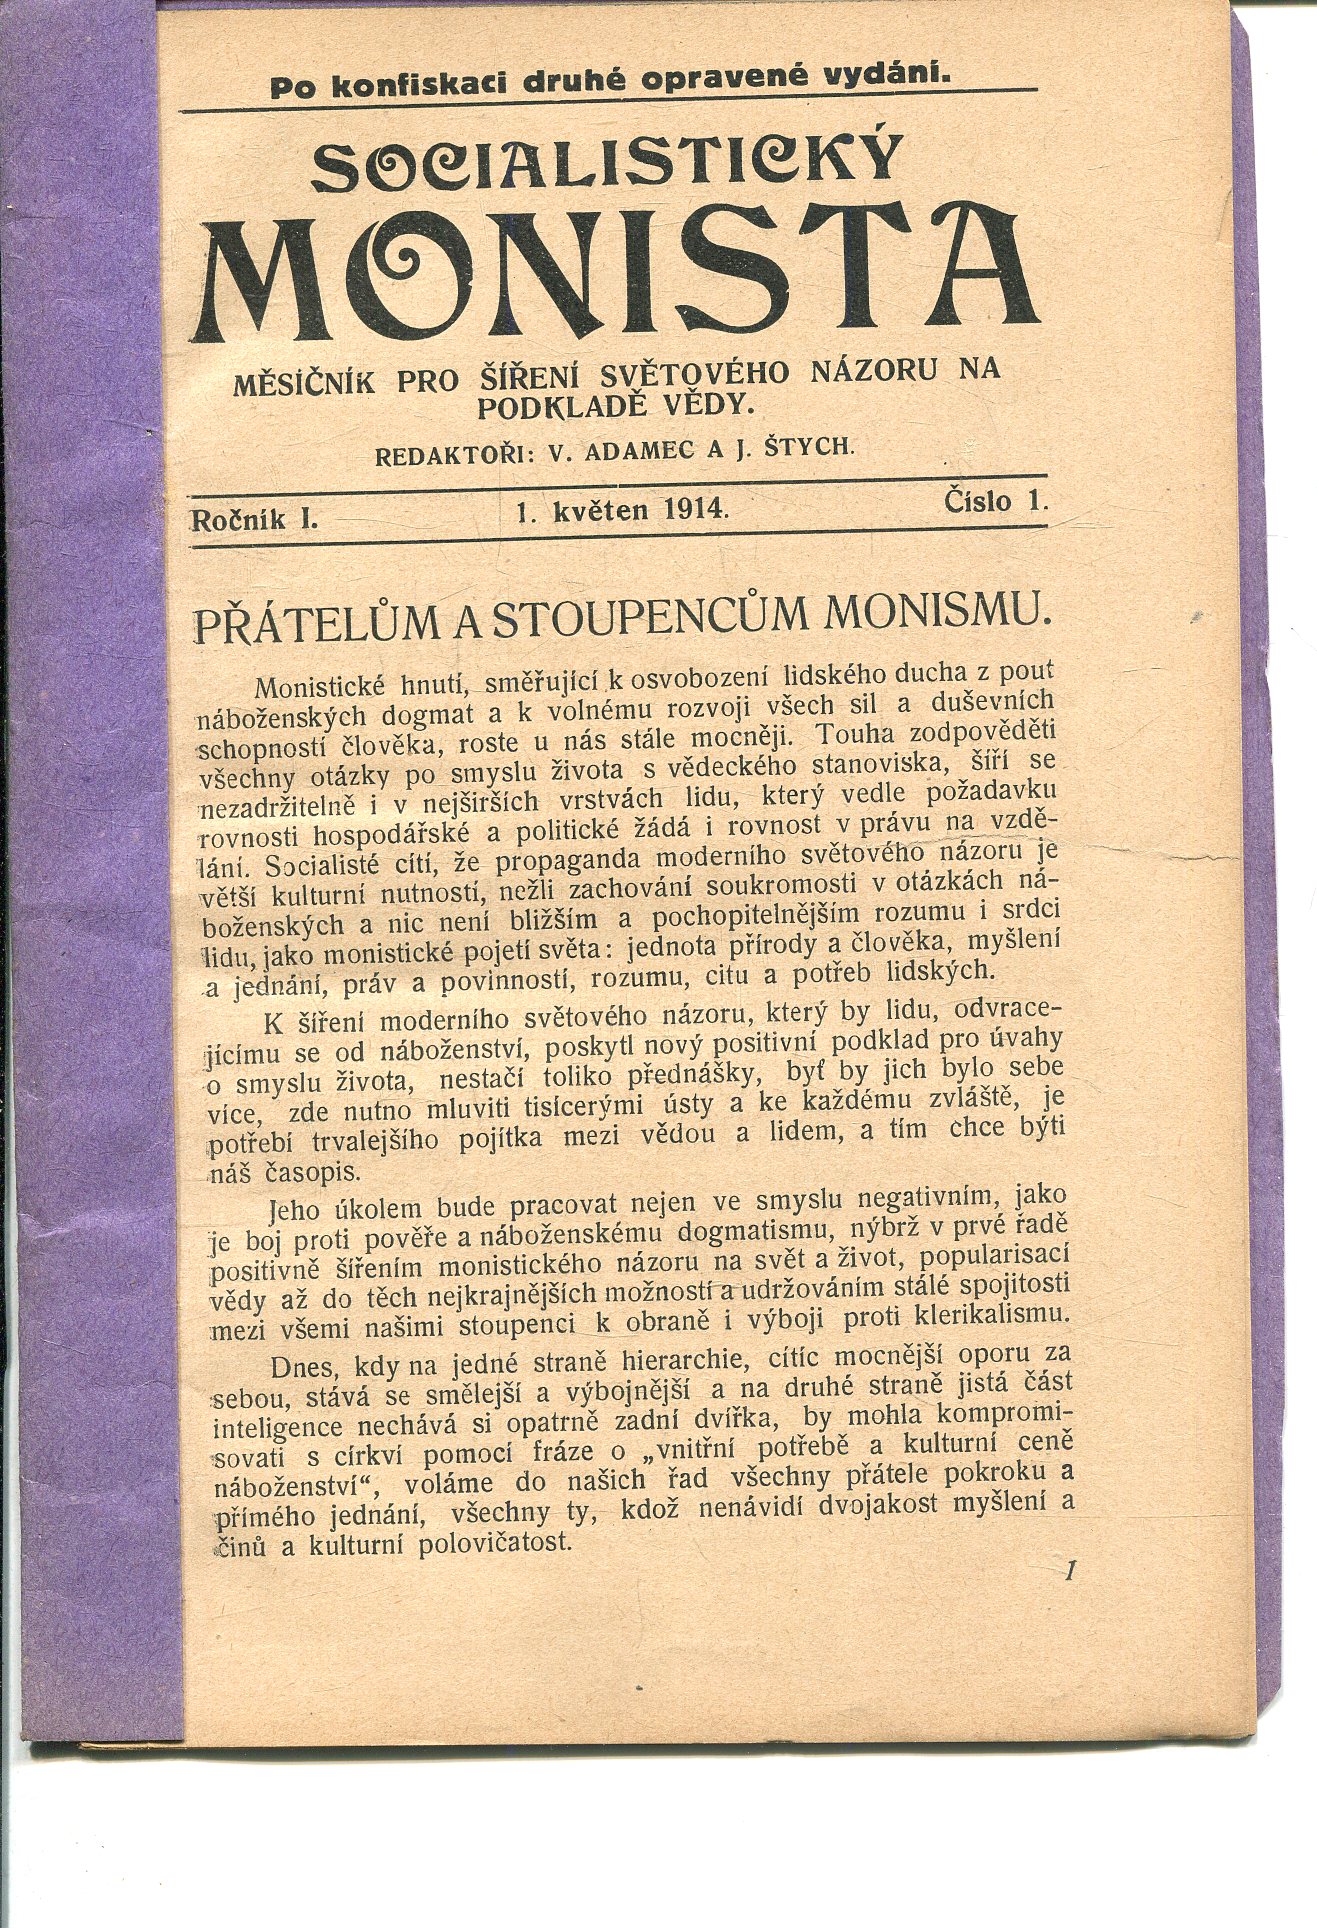 Po konfiskaci druhé opravené vydání.
SOCIALISTICKÝ
MONISTA
MĚSÍČNÍK PRO ŠÍŘENÍ SVĚTOVÉHO NÁZORU NA
PODKLADĚ VĚDY.
REDAKTOŘI: V. ADAMEC A J. ŠTYCH.
Ročník I.
1. květen 1914.
Číslo 1.
PŘÁTELŮM A STOUPENCŮM MONISMU.
Monistické hnutí, směřující k osvobození lidského ducha z pout
náboženských dogmat a k volnému rozvoji všech sil a duševních
schopností člověka, roste u nás stále mocněji. Touha zodpověděti
všechny otázky po smyslu života s vědeckého stanoviska, šíří se
nezadržitelně i v nejširších vrstvách lidu, který vedle požadavku
rovnosti hospodářské a politické žádá i rovnost v právu na vzdě-
lání. Socialisté cítí, že propaganda moderního světového názoru je
větší kulturní nutností, nežli zachování soukromosti v otázkách ná-
boženských a nic není bližším a pochopitelnějším rozumu i srdci
lidu, jako monistické pojetí světa: jednota přírody a člověka, myšlení
a jednání, práv a povinností, rozumu, citu a potřeb lidských.
K šíření moderního světového názoru, který by lidu, odvrace-
jícímu se od náboženství, poskytl nový positivní podklad pro úvahy
o smyslu života, nestačí toliko přednášky, byť by jich bylo sebe
více, zde nutno mluviti tisícerými ústy a ke každému zvláště, je
potřebí trvalejšího pojítka mezi vědou a lidem, a tím chce býti
náš časopis.
Jeho úkolem bude pracovat nejen ve smyslu negativním, jako
je boj proti pověře a náboženskému dogmatismu, nýbrž v prvé řadě
positivně šířením monistického názoru na svět a život, popularisací
vědy až do těch nejkrajnějších možností a udržováním stálé spojitosti
mezi všemi našimi stoupenci k obraně i výboji proti klerikalismu.
Dnes, kdy na jedné straně hierarchie, cítíc mocnější oporu za
sebou, stává se smělejší a výbojnější a na druhé straně jistá část
inteligence nechává si opatrně zadní dvířka, by mohla kompromi-
sovati s církví pomocí fráze o „vnitřní potřebě a kulturní ceně
náboženství“, voláme do našich řad všechny přátele pokroku a
přímého jednání, všechny ty, kdož nenávidí dvojakost myšlení a
činů a kulturní polovičatost.
1